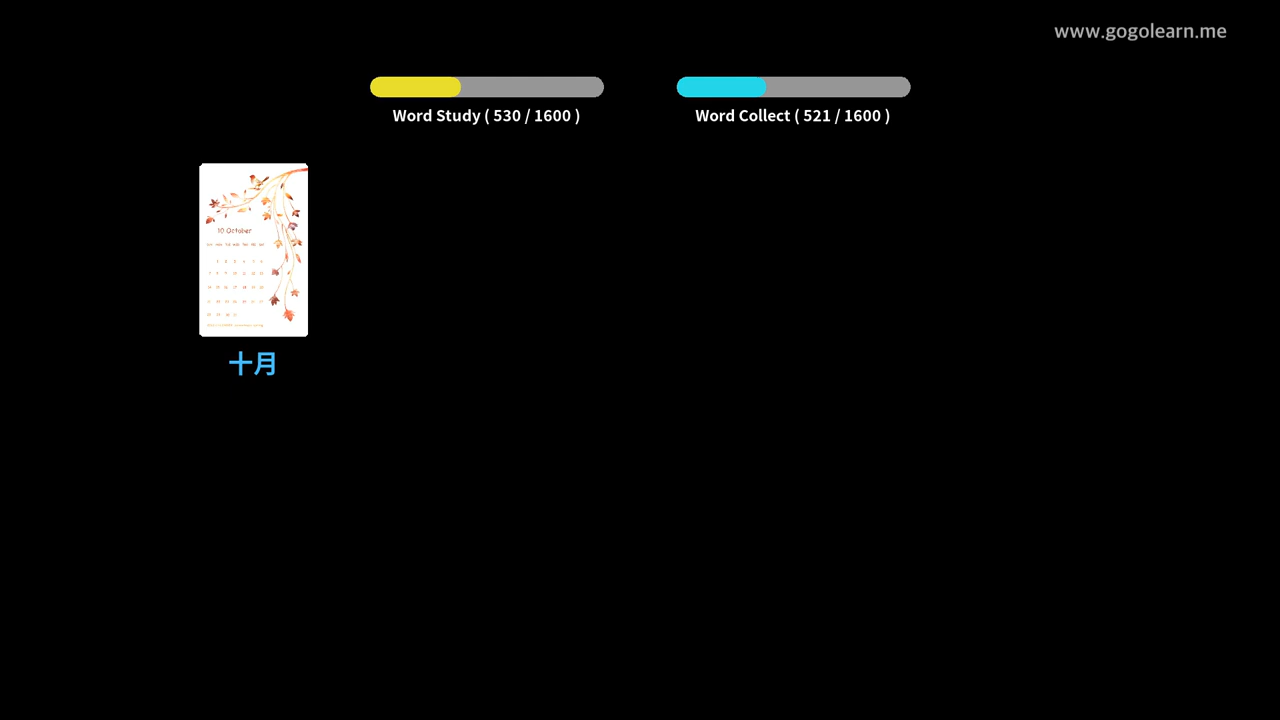 www.gogolearn.me
Word Study ( 530 / 1600 )
Word Collect ( 521 / 1600 )
10 October
十月